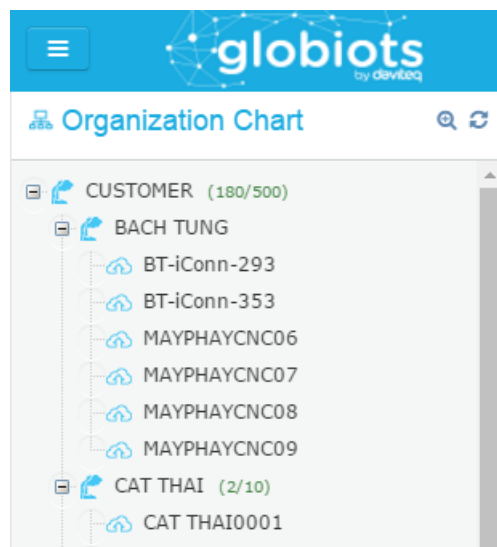 globiots
by daviteq
Organization Chart
CUSTOMER (180/500)
BACH TUNG
BT-iConn-293
BT-iConn-353
MAYPHAYCNC06
MAYPHAYCNC07
MAYPHAYCNC08
MAYPHAYCNC09
CAT THAI (2/10)
CAT THAI0001